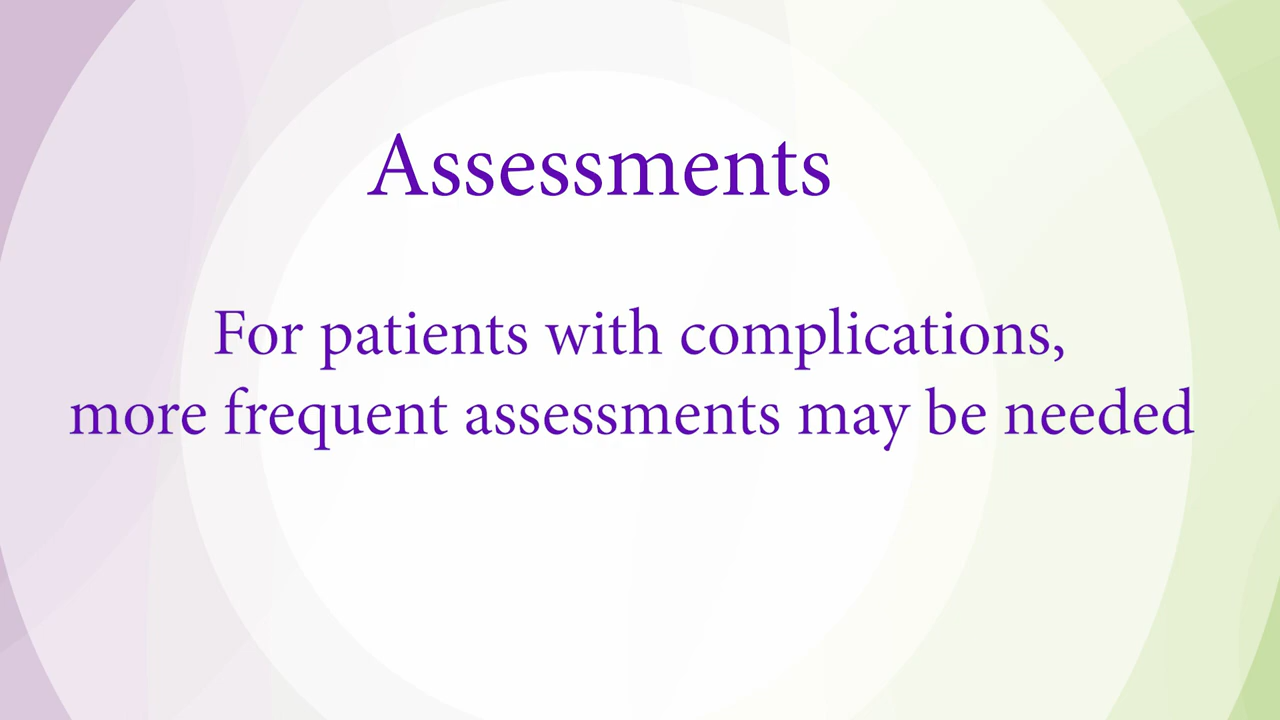 Assessments
For patients with complications,
more frequent assessments may be needed